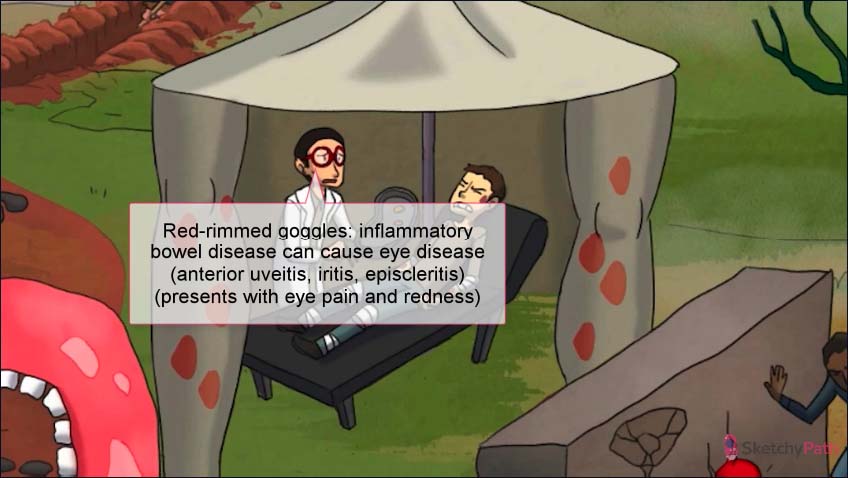 Red-rimmed goggles: inflammatory
bowel disease can cause eye disease
(anterior uveitis, iritis, episcleritis)
(presents with eye pain and redness)
SketchyPath